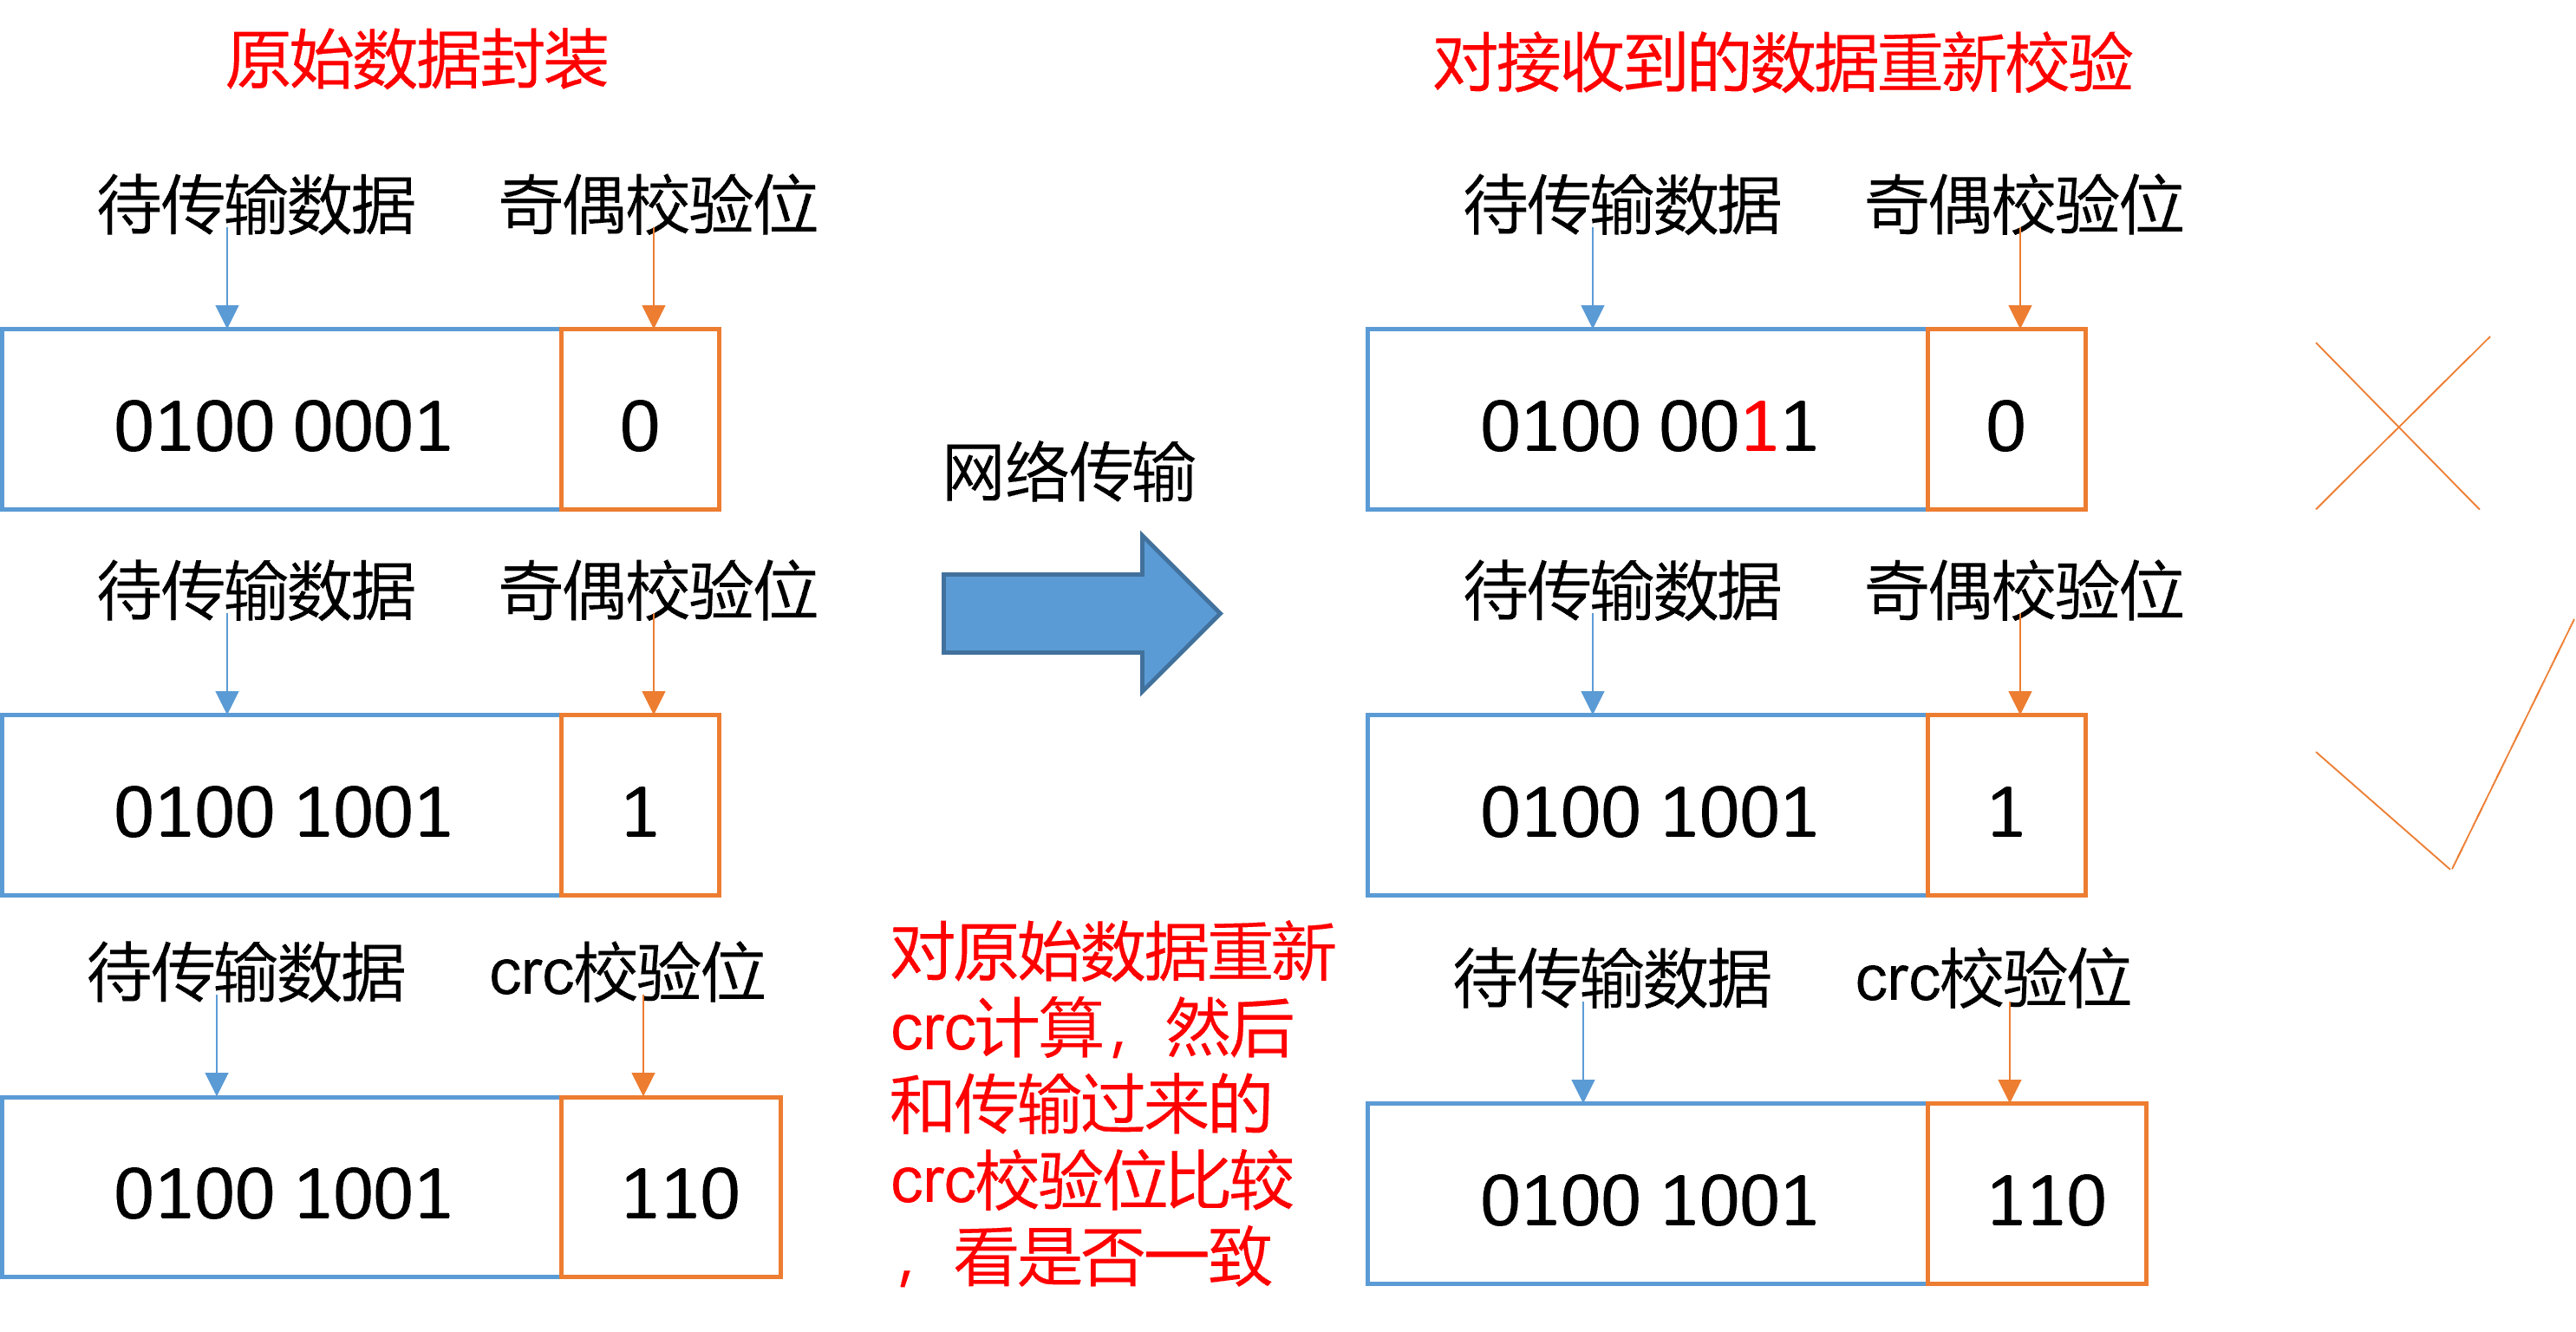 原始数据封装
对接收到的数据重新校验
待传输数据
奇偶校验位
0100 0001
0
网络传输
待传输数据
奇偶校验位
0100 0011
0
待传输数据
奇偶校验位
0100 1001
1
待传输数据
奇偶校验位
0100 1001
1
待传输数据
crc校验位
0100 1001
110
对原始数据重新
crc计算，然后
和传输过来的
crc校验位比较
，看是否一致
待传输数据
crc校验位
0100 1001
110